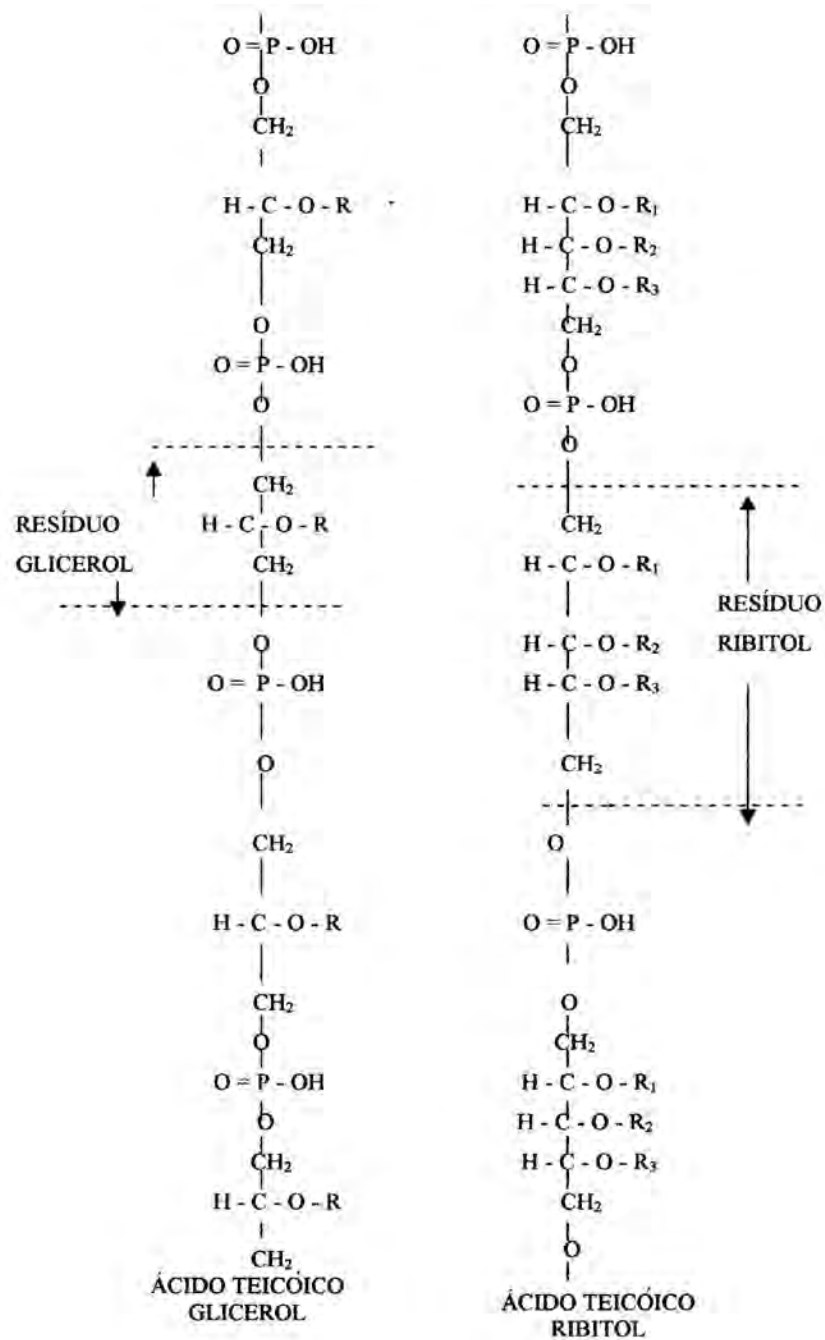 O = P - OH
O
CH₂
H - C - O - R
CH₂
O
O = P - OH
O
CH₂
H - C - O - R
CH₂
O
O = P - OH
O
CH₂
H - C - O - R
CH₂
O
O = P - OH
O
CH₂
H - C - O - R
CH₂
RESÍDUO
GLICEROL
ÁCIDO TEICÓICO
GLICEROL
O = P - OH
O
CH₂
H - C - O - R₁
H - C - O - R₂
H - C - O - R₃
CH₂
O
O = P - OH
O
CH₂
H - C - O - R₁
H - C - O - R₂
H - C - O - R₃
CH₂
O
O = P - OH
O
CH₂
H - C - O - R₁
H - C - O - R₂
H - C - O - R₃
CH₂
O
RESÍDUO
RIBITOL
ÁCIDO TEICÓICO
RIBITOL